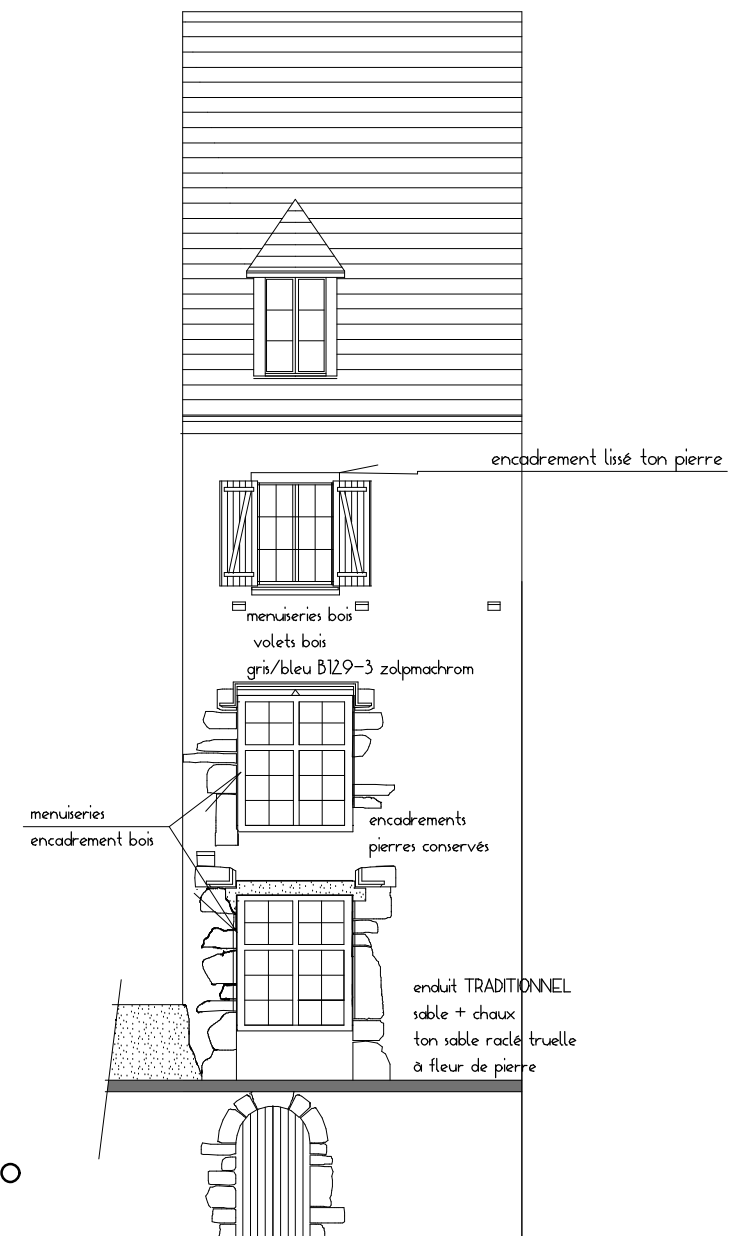 encadrement lissé ton pierre
menuiseries bois
volets bois
gris/bleu B129-3 zolpmachrom
menuiseries
encadrement bois
encadrements
pierres conservés
enduit TRADITIONNEL
sable + chaux
ton sable raclé truelle
à fleur de pierre